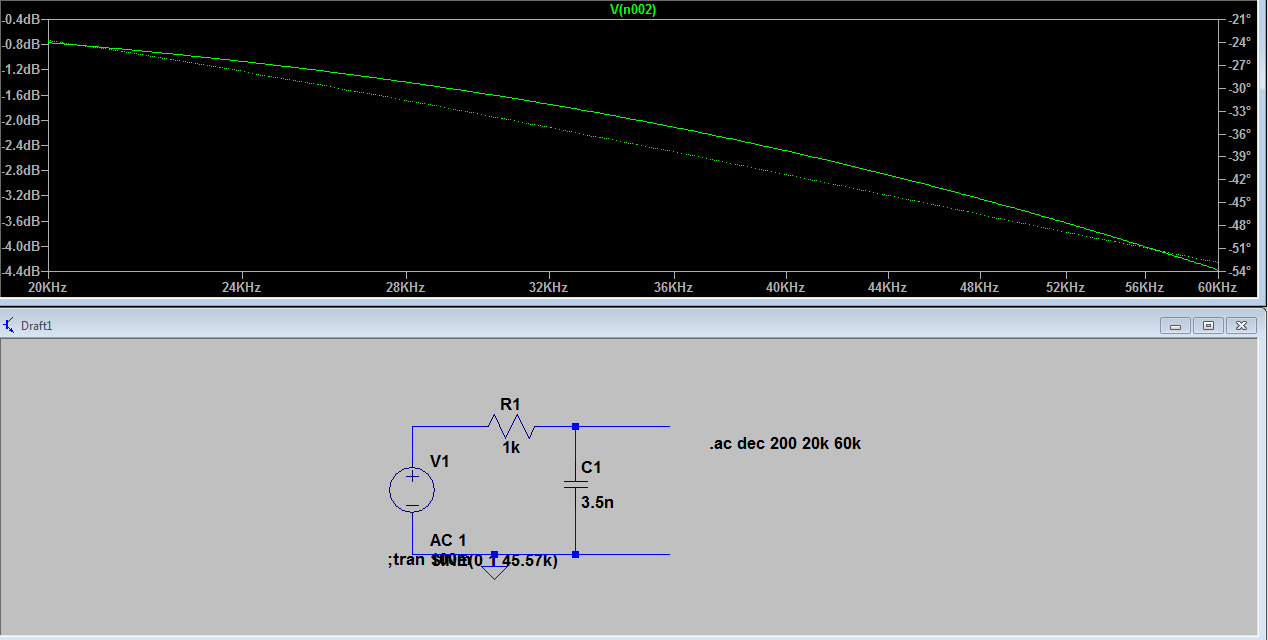 V(n002)
-0.4dB
-0.8dB
-1.2dB
-1.6dB
-2.0dB
-2.4dB
-2.8dB
-3.2dB
-3.6dB
-4.0dB
-4.4dB
-21°
-24°
-27°
-30°
-33°
-36°
-39°
-42°
-45°
-48°
-51°
-54°
20KHz 24KHz 28KHz 32KHz 36KHz 40KHz 44KHz 48KHz 52KHz 56KHz 60KHz
Draft1
R1
1k
.ac dec 200 20k 60k
V1
C1
3.5n
AC 1
;tran
SINE(0 1 45.57k)